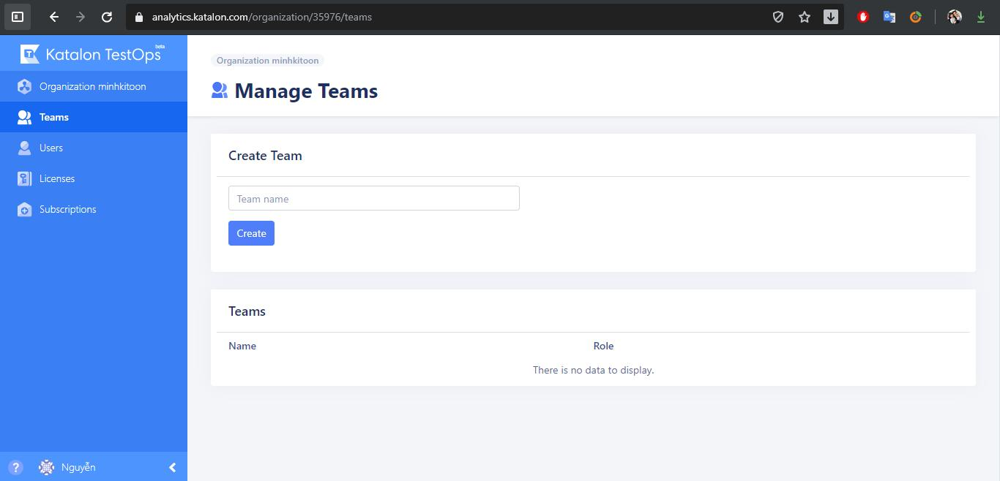 analytics.katalon.com/organization/35976/teams
Katalon TestOps beta
Organization minhkitoon
Teams
Users
Licenses
Subscriptions
? Nguyễn
Organization minhkitoon
Manage Teams
Create Team
Team name
Create
Teams
Name Role
There is no data to display.